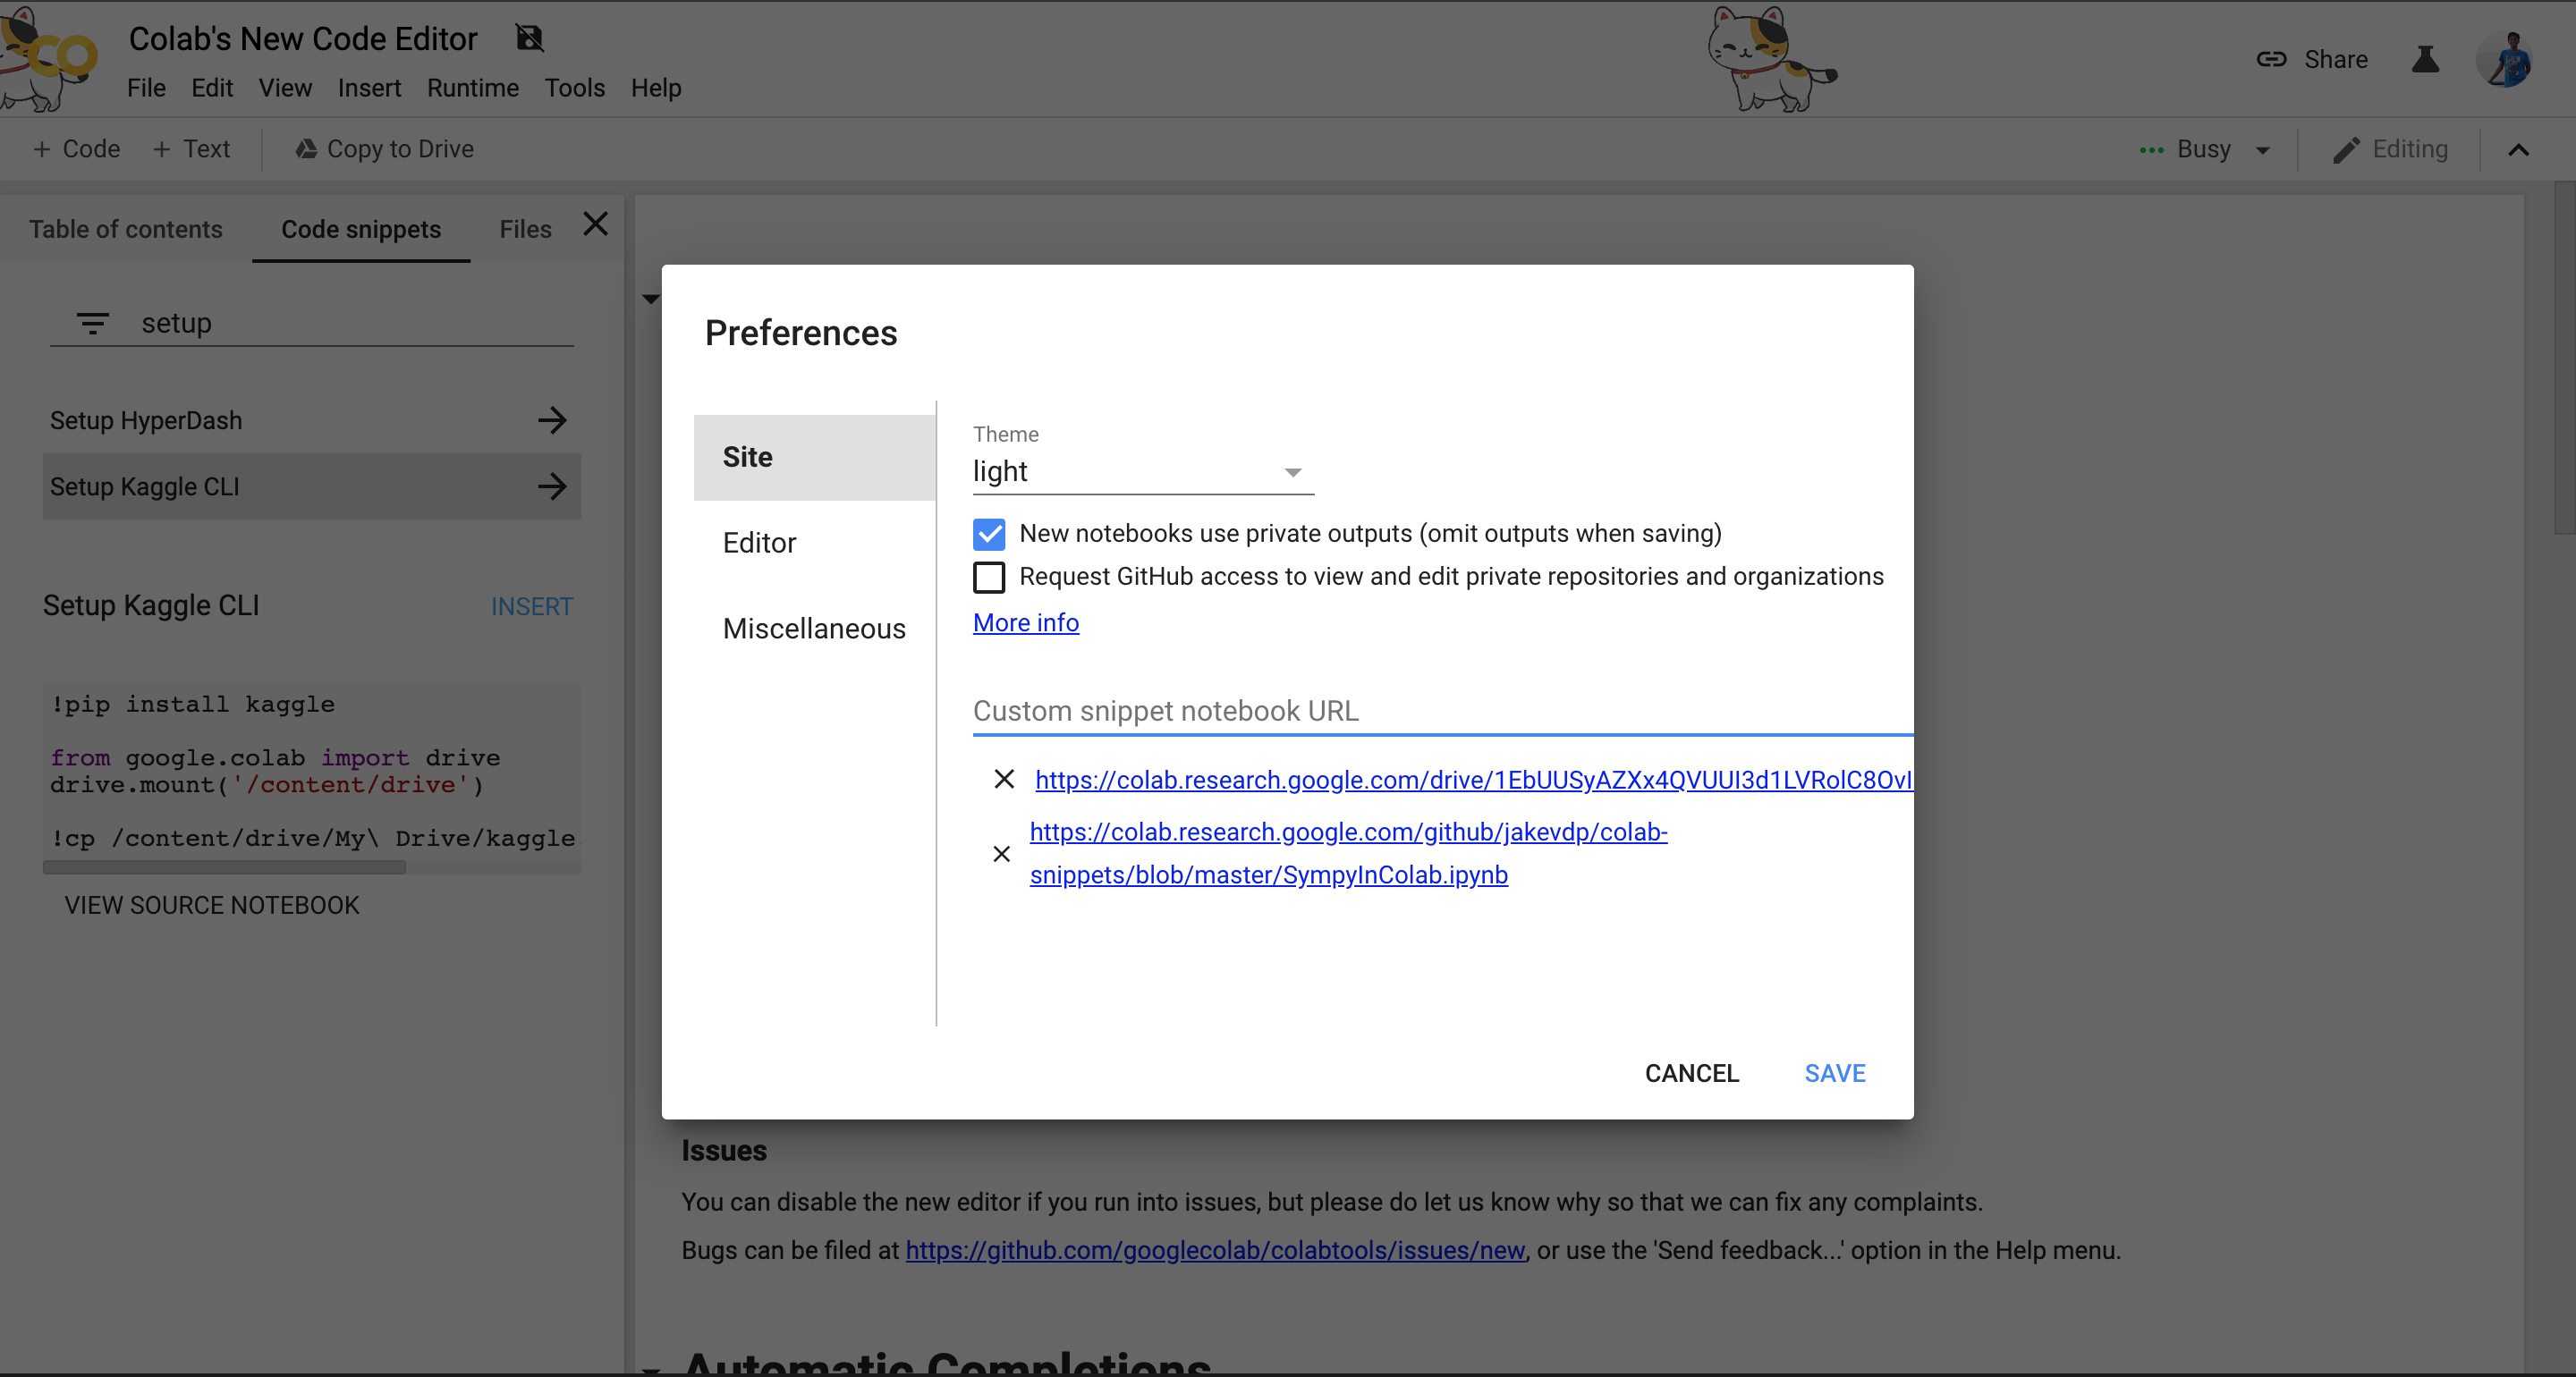 Colab's New Code Editor
File Edit View Insert Runtime Tools Help
Share
+ Code + Text Copy to Drive
Busy
Editing
Table of contents Code snippets Files
setup
Setup HyperDash
Setup Kaggle CLI
Setup Kaggle CLI INSERT
!pip install kaggle
from google.colab import drive
drive.mount('/content/drive')
!cp /content/drive/My\ Drive/kaggle.
VIEW SOURCE NOTEBOOK
Preferences
Site
Editor
Miscellaneous
Theme
light
New notebooks use private outputs (omit outputs when saving)
Request GitHub access to view and edit private repositories and organizations
More info
Custom snippet notebook URL
https://colab.research.google.com/drive/1EbUUSyAZXx4QVUUI3d1LVRolC8OvI
https://colab.research.google.com/github/jakevdp/colab-
snippets/blob/master/SympyInColab.ipynb
CANCEL SAVE
Issues
You can disable the new editor if you run into issues, but please do let us know why so that we can fix any complaints.
Bugs can be filed at https://github.com/googlecolab/colabtools/issues/new, or use the 'Send feedback...' option in the Help menu.
Automatic Completions